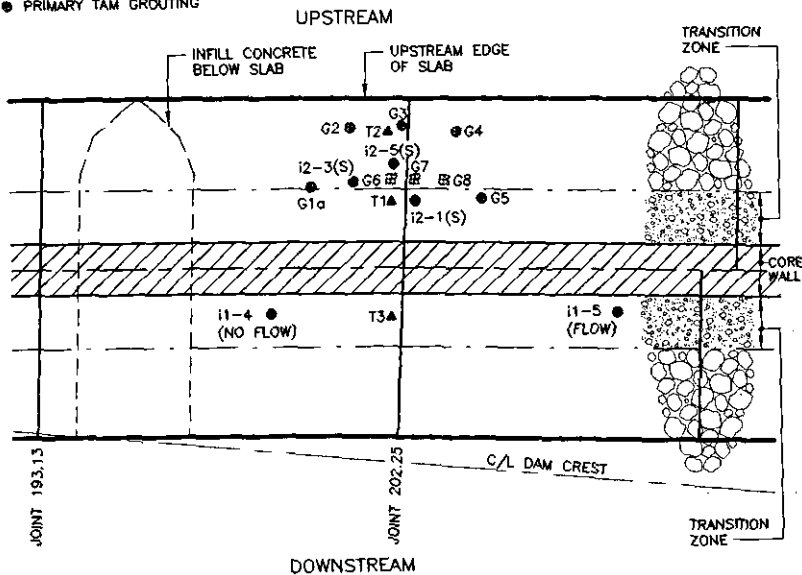 PRIMARY TAM GROUTING
UPSTREAM
TRANSITION
ZONE
INFILL CONCRETE
BELOW SLAB
UPSTREAM EDGE
OF SLAB
G2
T2
G3
G4
i2-5(S)
i2-3(S)
G6
G7
G8
G1a
T1
G5
i2-1(S)
CORE
WALL
i1-4
(NO FLOW)
T3
i1-5
(FLOW)
C/L DAM CREST
JOINT 193.13
JOINT 202.25
TRANSITION
ZONE
DOWNSTREAM